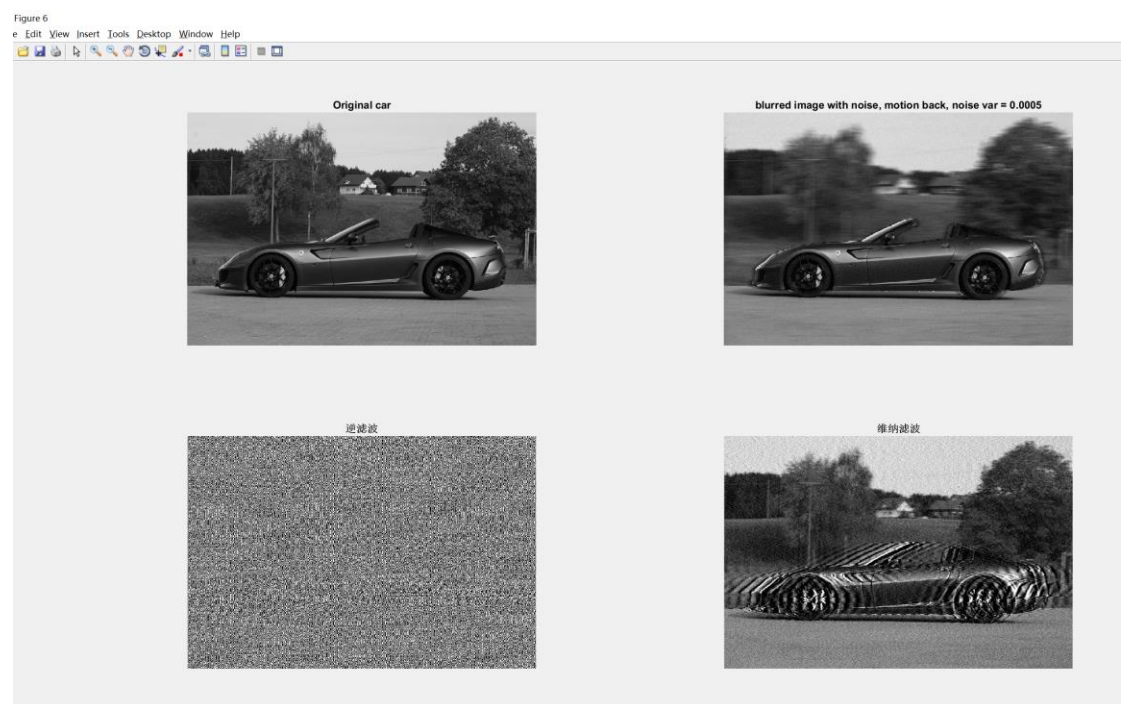 Figure 6
e Edit View Insert Tools Desktop Window Help
Original car
blurred image with noise, motion back, noise var = 0.0005
逆滤波
维纳滤波